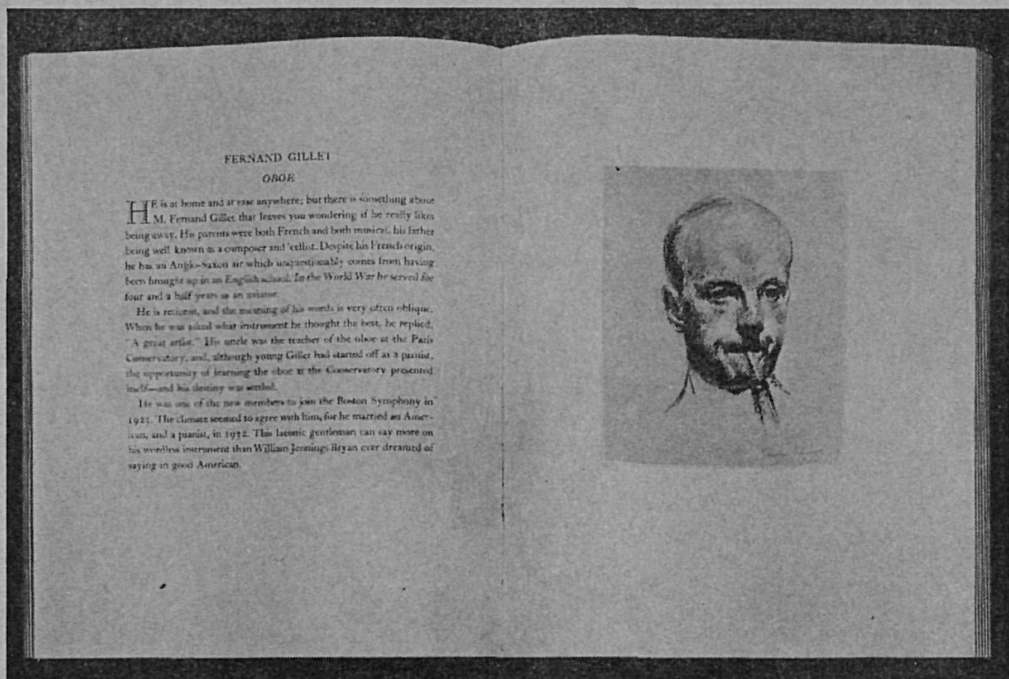 FERNAND GILLET
OBOE
HE is at home and at ease anywhere; but there is something about
M. Fernand Gillet that leaves you wondering if he really likes
being away. His parents were both French and both musical, his father
being well known as a composer and 'cellist. Despite his French origin,
he has an Anglo-Saxon air which unquestionably comes from having
been brought up in an English school. In the World War he served for
four and a half years as an aviator.
He is reticent, and the meaning of his words is very often oblique.
When he was asked what instrument he thought the best, he replied,
"A great artist." His uncle was the teacher of the oboe at the Paris
Conservatory, and, although young Gillet had started off as a pianist,
the opportunity of learning the oboe at the Conservatory presented
itself—and his destiny was settled.
He was one of the new members to join the Boston Symphony in
The climate seemed to agree with him, for he married an Amer-
ican, and a pianist, in 1932. This laconic gentleman can say more on
his wordless instrument than William Jennings Bryan ever dreamed of
saying in good American.